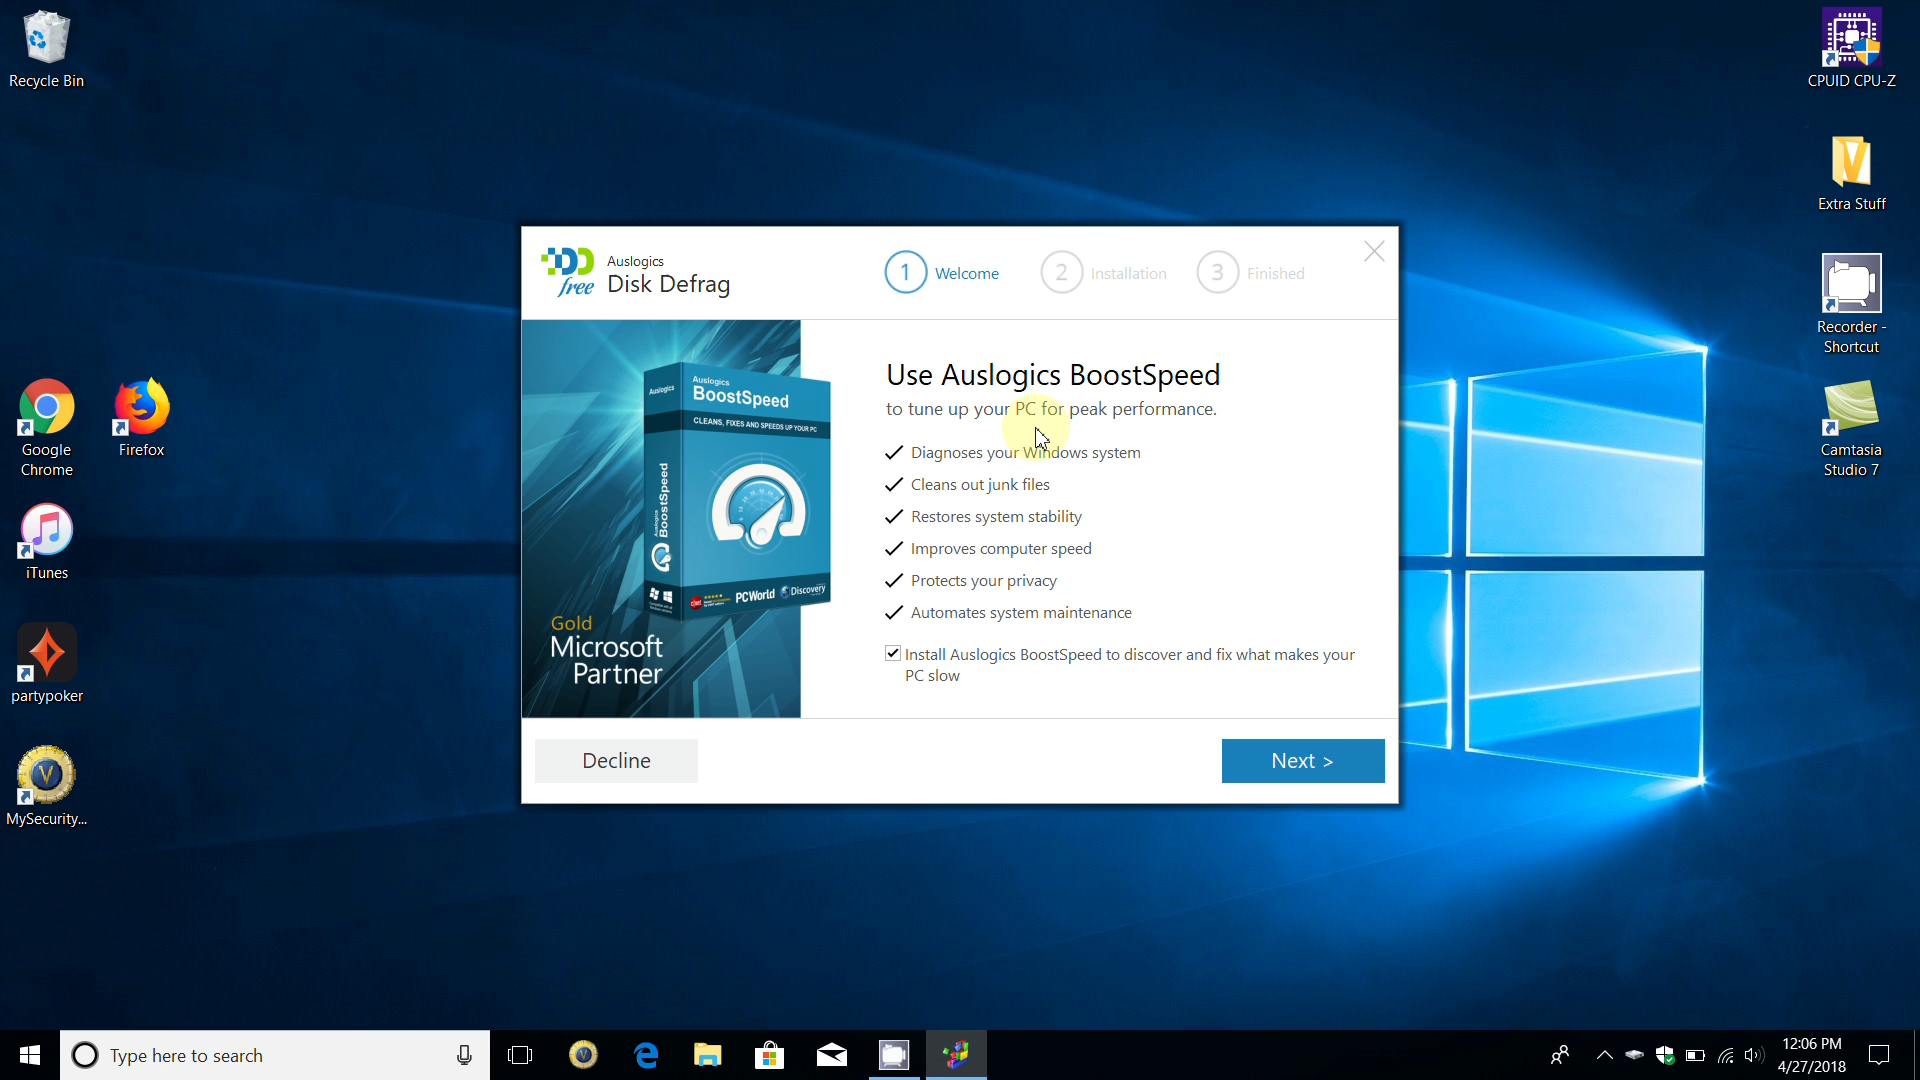 Recycle Bin
CPUID CPU-Z
Extra Stuff
Recorder -
Shortcut
Camtasia
Studio 7
Google
Chrome
Firefox
iTunes
partypoker
MySecurity...
DD
free
Auslogics
Disk Defrag
1 Welcome
2 Installation
3 Finished
Auslogics
Auslogics
BoostSpeed
CLEANS, FIXES AND SPEEDS UP YOUR PC
Auslogics
BoostSpeed
PCWorld
Discovery
Gold
Microsoft
Partner
Use Auslogics BoostSpeed
to tune up your PC for peak performance.
Diagnoses your Windows system
Cleans out junk files
Restores system stability
Improves computer speed
Protects your privacy
Automates system maintenance
Install Auslogics BoostSpeed to discover and fix what makes your
PC slow
Decline
Next >
Type here to search
12:06 PM
4/27/2018